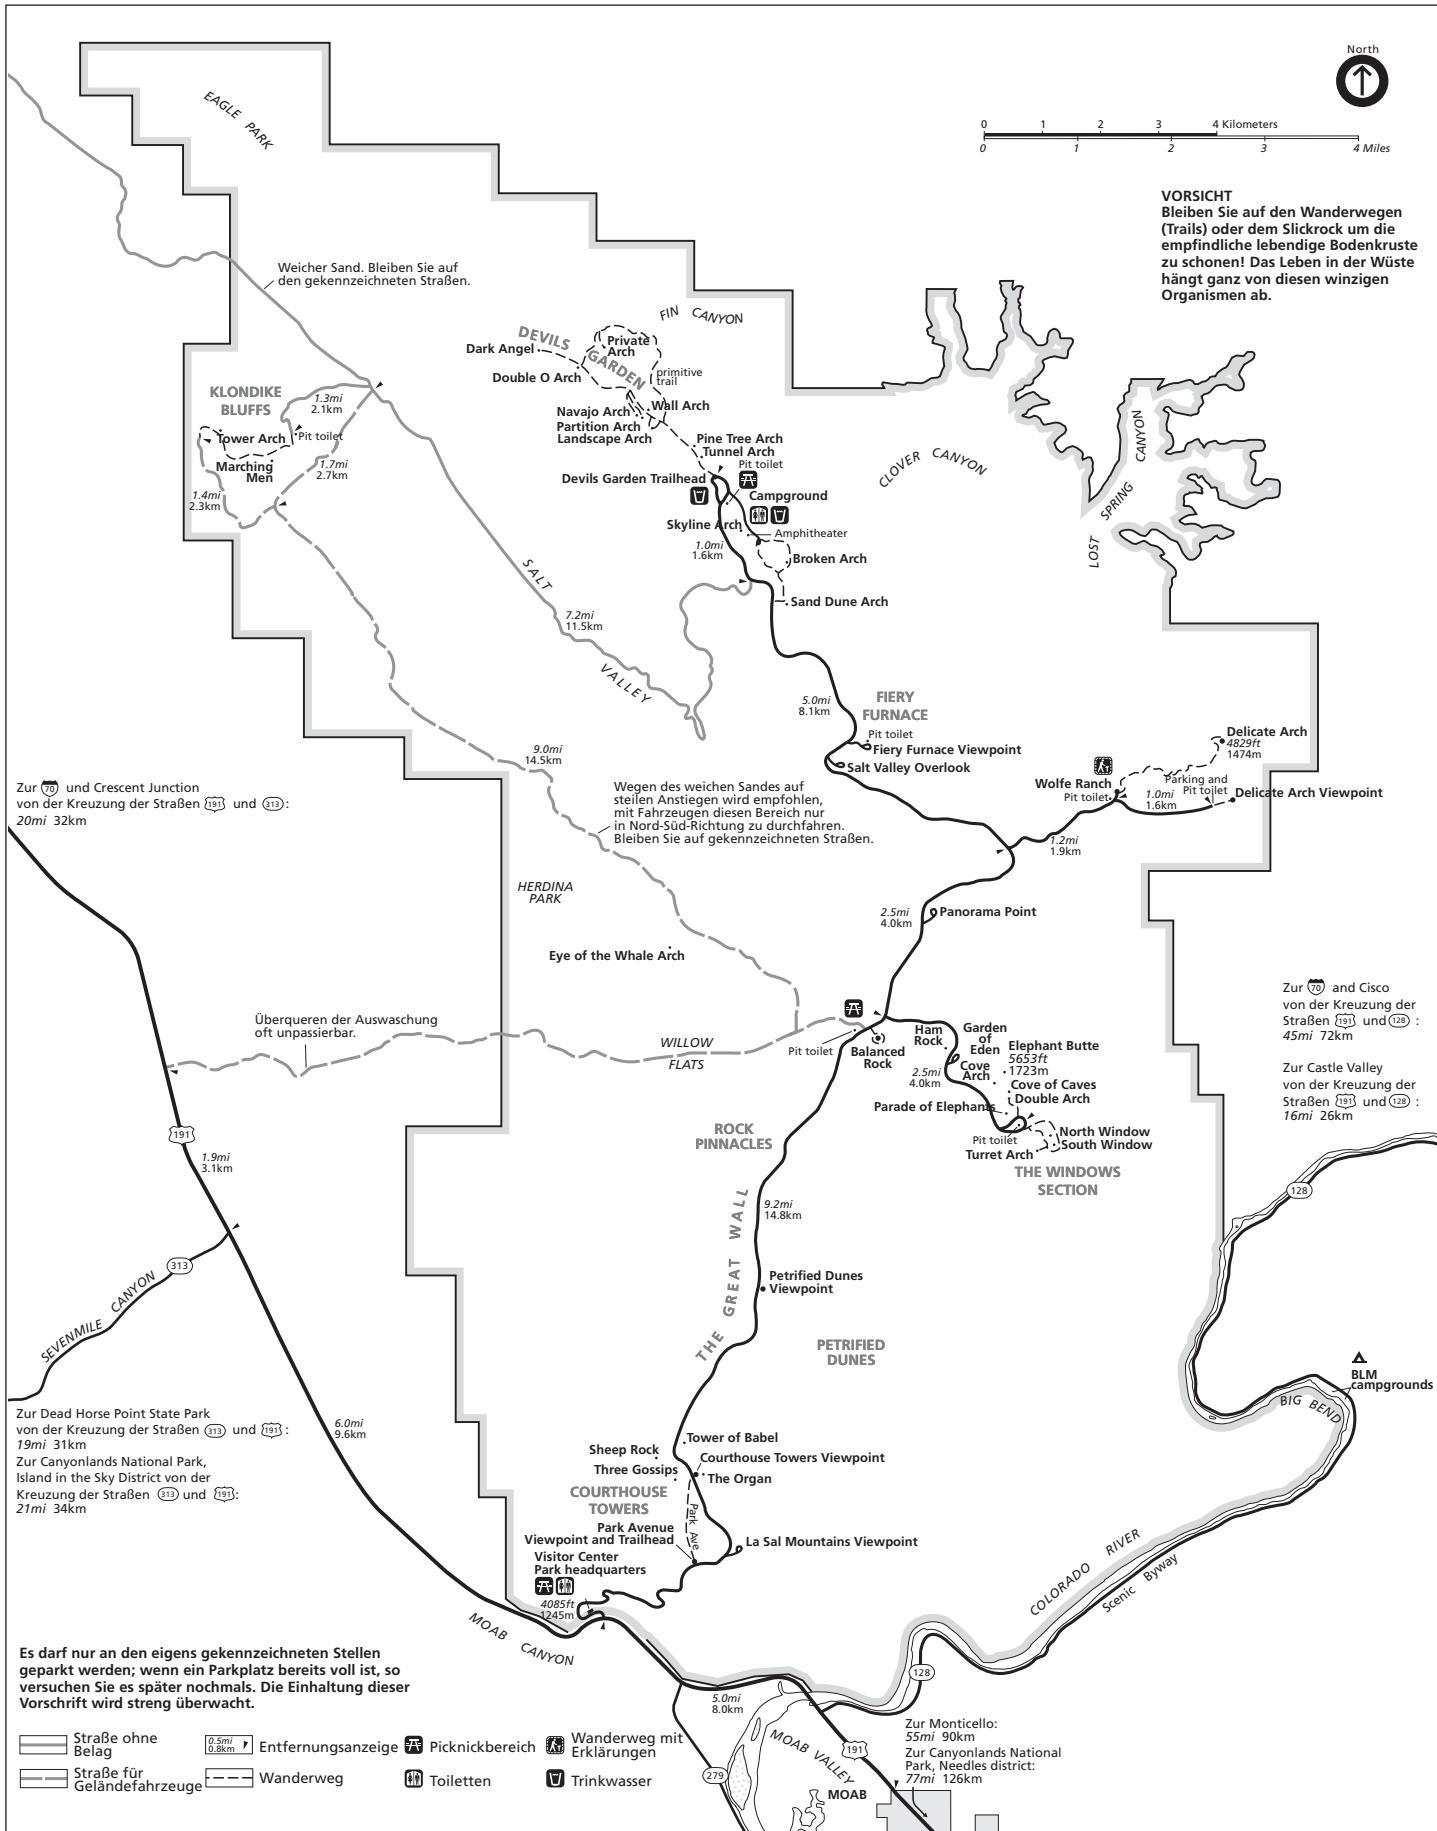 North
0 1 2 3 4 Kilometers
0 1 2 3 4 Miles
VORSICHT
Bleiben Sie auf den Wanderwegen
(Trails) oder dem Slickrock um die
empfindliche lebendige Bodenkruste
zu schonen! Das Leben in der Wüste
hängt ganz von diesen winzigen
Organismen ab.
EAGLE PARK
Weicher Sand. Bleiben Sie auf
den gekennzeichneten Straßen.
FIN CANYON
DEVILS
GARDEN
Private
Arch
Dark Angel
Double O Arch
primitive
trail
Navajo Arch
Wall Arch
Partition Arch
Landscape Arch
Pine Tree Arch
Tunnel Arch
Pit toilet
Devils Garden Trailhead
Campground
Skyline Arch
Amphitheater
1.0mi
1.6km
Broken Arch
Sand Dune Arch
KLONDIKE
BLUFFS
1.3mi
2.1km
Tower Arch
Pit toilet
Marching
Men
1.7mi
2.7km
1.4mi
2.3km
CLOVER CANYON
LOST SPRING CANYON
SALT
VALLEY
7.2mi
11.5km
5.0mi
8.1km
FIERY
FURNACE
Pit toilet
Fiery Furnace Viewpoint
Salt Valley Overlook
Delicate Arch
4829ft
1474m
Wolfe Ranch
Pit toilet
Parking and
Pit toilet
1.0mi
1.6km
Delicate Arch Viewpoint
1.2mi
1.9km
9.0mi
14.5km
Wegen des weichen Sandes auf
steilen Anstiegen wird empfohlen,
mit Fahrzeugen diesen Bereich nur
in Nord-Süd-Richtung zu durchfahren.
Bleiben Sie auf gekennzeichneten Straßen.
Zur 70 und Crescent Junction
von der Kreuzung der Straßen 191 und 313:
20mi 32km
HERDINA
PARK
2.5mi
4.0km
Panorama Point
Eye of the Whale Arch
Überqueren der Auswaschung
oft unpassierbar.
WILLOW
FLATS
Pit toilet
Balanced
Rock
Ham
Rock
Garden
of
Eden
Elephant Butte
5653ft
1723m
Cove
Arch
2.5mi
4.0km
Cove of Caves
Double Arch
Parade of Elephants
Pit toilet
North Window
South Window
Turret Arch
THE WINDOWS
SECTION
Zur 70 and Cisco
von der Kreuzung der
Straßen 191 und 128 :
45mi 72km
Zur Castle Valley
von der Kreuzung der
Straßen 191 und 128 :
16mi 26km
128
ROCK
PINNACLES
191
1.9mi
3.1km
THE GREAT WALL
9.2mi
14.8km
313
SEVENMILE CANYON
Petrified Dunes
Viewpoint
PETRIFIED
DUNES
BLM
campgrounds
BIG BEND
Zur Dead Horse Point State Park
von der Kreuzung der Straßen 313 und 191 :
19mi 31km
Zur Canyonlands National Park,
Island in the Sky District von der
Kreuzung der Straßen 313 und 191:
21mi 34km
6.0mi
9.6km
Tower of Babel
Sheep Rock
Courthouse Towers Viewpoint
Three Gossips
The Organ
COURTHOUSE
TOWERS
Park Ave
Park Avenue
Viewpoint and Trailhead
La Sal Mountains Viewpoint
Visitor Center
Park headquarters
4085ft
1245m
MOAB CANYON
COLORADO RIVER
Scenic Byway
Es darf nur an den eigens gekennzeichneten Stellen
geparkt werden; wenn ein Parkplatz bereits voll ist, so
versuchen Sie es später nochmals. Die Einhaltung dieser
Vorschrift wird streng überwacht.
5.0mi
8.0km
128
MOAB VALLEY
191
279
MOAB
Zur Monticello:
55mi 90km
Zur Canyonlands National
Park, Needles district:
77mi 126km
Straße ohne
Belag
0.5mi
0.8km
Entfernungsanzeige
Picknickbereich
Wanderweg mit
Erklärungen
Straße für
Geländefahrzeuge
Wanderweg
Toiletten
Trinkwasser